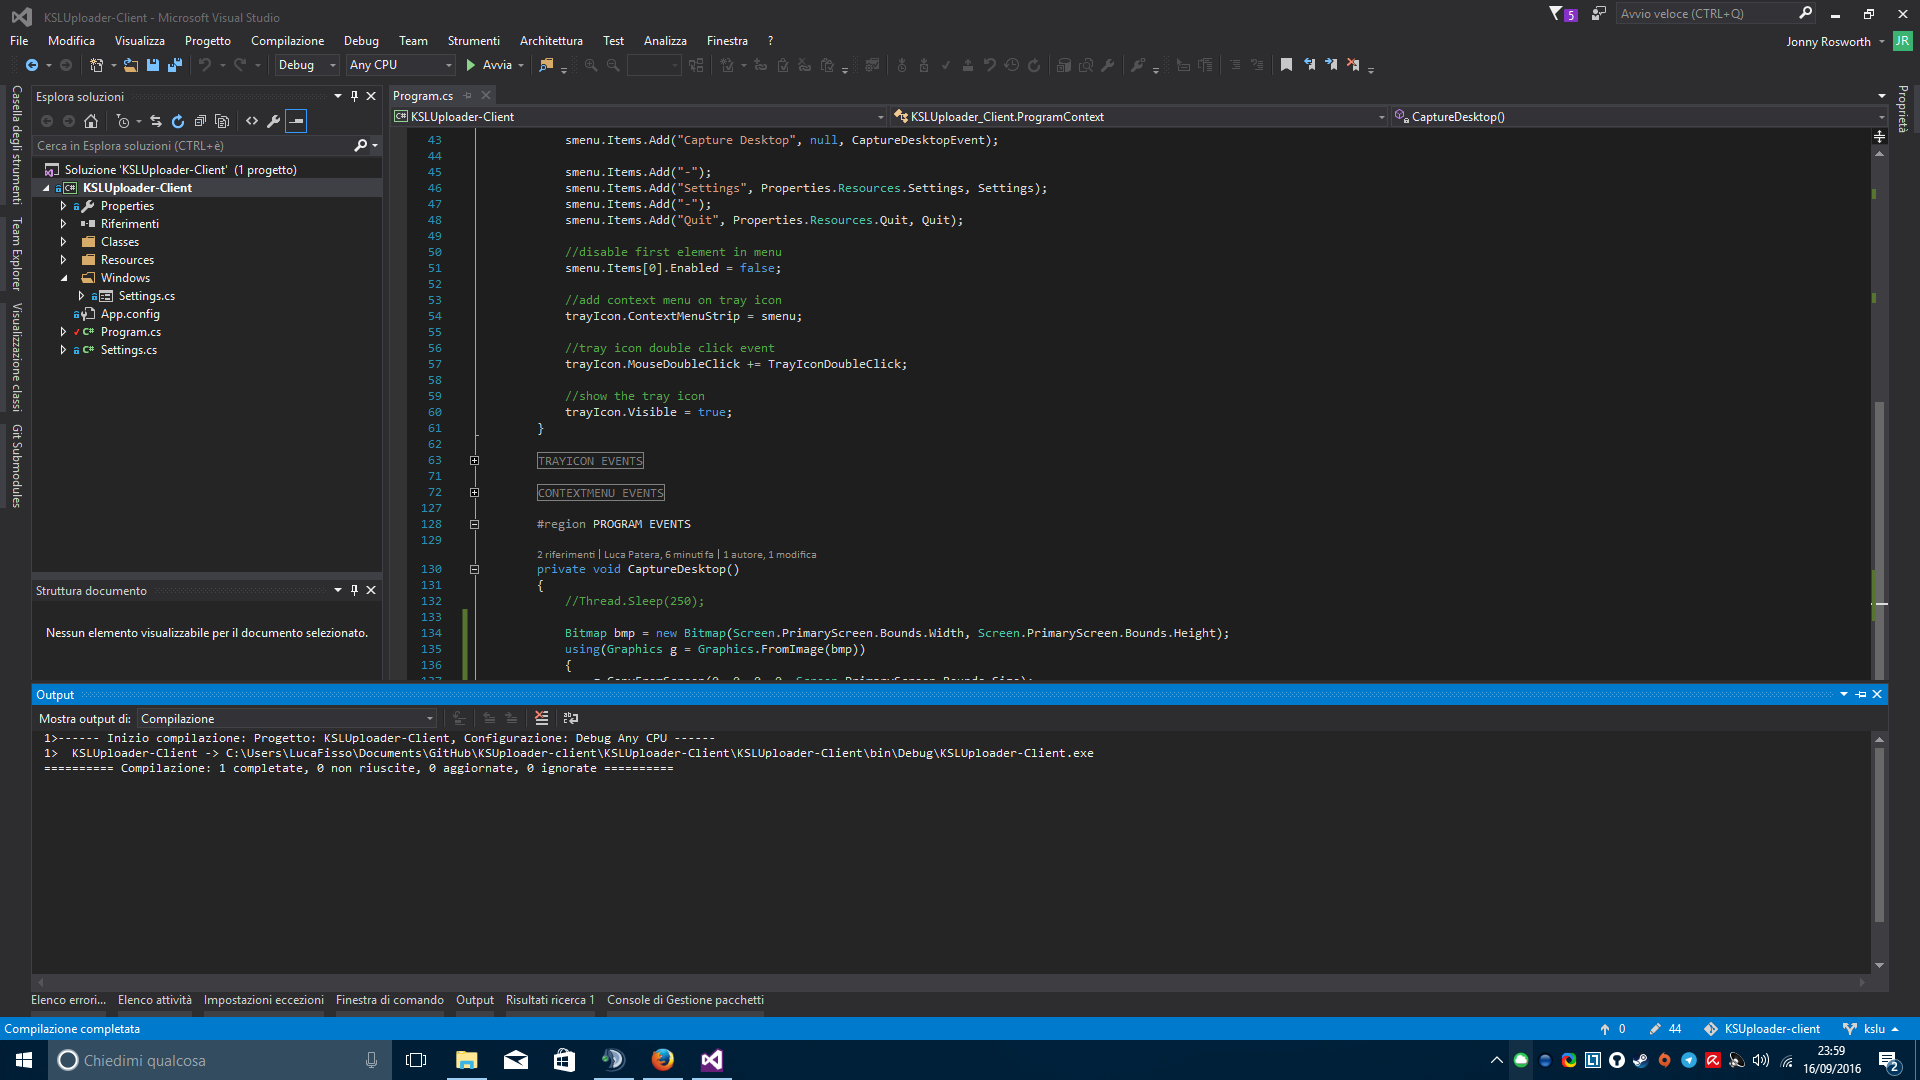 KSLUploader-Client - Microsoft Visual Studio
5
Avvio veloce (CTRL+Q)
File Modifica Visualizza Progetto Compilazione Debug Team Strumenti Architettura Test Analizza Finestra ?
Jonny Rosworth JR
Debug Any CPU Avvia
Casella degli strumenti
Team Explorer
Visualizzazione classi
Git Submodules
Esplora soluzioni
Cerca in Esplora soluzioni (CTRL+è)
Soluzione 'KSLUploader-Client' (1 progetto)
C# KSLUploader-Client
Properties
Riferimenti
Classes
Resources
Windows
Settings.cs
App.config
C# Program.cs
C# Settings.cs
Struttura documento
Nessun elemento visualizzabile per il documento selezionato.
Program.cs
C# KSLUploader-Client
KSLUploader_Client.ProgramContext
CaptureDesktop()
Proprietà
43 smenu.Items.Add("Capture Desktop", null, CaptureDesktopEvent);
44
45 smenu.Items.Add("-");
46 smenu.Items.Add("Settings", Properties.Resources.Settings, Settings);
47 smenu.Items.Add("-");
48 smenu.Items.Add("Quit", Properties.Resources.Quit, Quit);
49
50 //disable first element in menu
51 smenu.Items[0].Enabled = false;
52
53 //add context menu on tray icon
54 trayIcon.ContextMenuStrip = smenu;
55
56 //tray icon double click event
57 trayIcon.MouseDoubleClick += TrayIconDoubleClick;
58
59 //show the tray icon
60 trayIcon.Visible = true;
61 }
62
63 TRAYICON EVENTS
71
72 CONTEXTMENU EVENTS
127
128 #region PROGRAM EVENTS
129
2 riferimenti | Luca Patera, 6 minuti fa | 1 autore, 1 modifica
130 private void CaptureDesktop()
131 {
132 //Thread.Sleep(250);
133
134 Bitmap bmp = new Bitmap(Screen.PrimaryScreen.Bounds.Width, Screen.PrimaryScreen.Bounds.Height);
135 using(Graphics g = Graphics.FromImage(bmp))
136 {
137 g.CopyFromScreen(0, 0, 0, 0, Screen.PrimaryScreen.Bounds.Size);
Output
Mostra output di: Compilazione
1>------ Inizio compilazione: Progetto: KSLUploader-Client, Configurazione: Debug Any CPU ------
1> KSLUploader-Client -> C:\Users\LucaFisso\Documents\GitHub\KSUploader-client\KSLUploader-Client\KSLUploader-Client\bin\Debug\KSLUploader-Client.exe
========== Compilazione: 1 completate, 0 non riuscite, 0 aggiornate, 0 ignorate ==========
Elenco errori... Elenco attività Impostazioni eccezioni Finestra di comando Output Risultati ricerca 1 Console di Gestione pacchetti
Compilazione completata
0 44 KSUploader-client kslu
Chiedimi qualcosa
23:59
16/09/2016
2